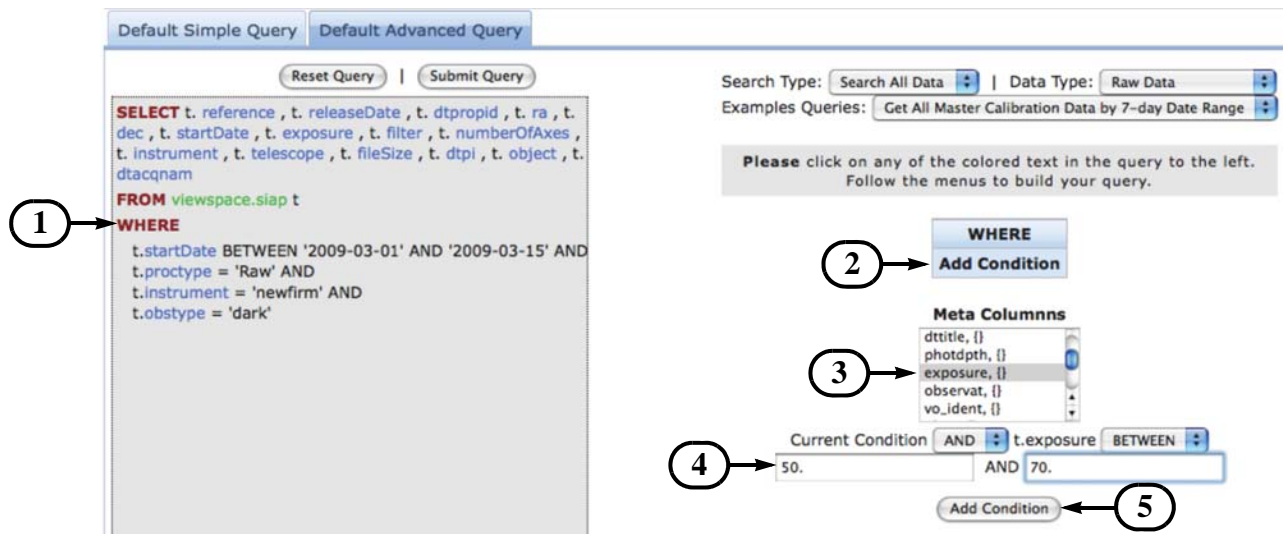 Default Simple Query Default Advanced Query
Reset Query | Submit Query
SELECT t. reference , t. releaseDate , t. dtpropid , t. ra , t.
dec , t. startDate , t. exposure , t. filter , t. numberOfAxes ,
t. instrument , t. telescope , t. fileSize , t. dtpi , t. object , t.
dtacqnam
FROM viewspace.siap t
1
WHERE
t.startDate BETWEEN '2009-03-01' AND '2009-03-15' AND
t.proctype = 'Raw' AND
t.instrument = 'newfirm' AND
t.obstype = 'dark'
Search Type: Search All Data | Data Type: Raw Data
Examples Queries: Get All Master Calibration Data by 7-day Date Range
Please click on any of the colored text in the query to the left.
Follow the menus to build your query.
WHERE
2
Add Condition
Meta Columnns
dttitle, {}
photdpth, {}
3
exposure, {}
observat, {}
vo_ident, {}
Current Condition AND t.exposure BETWEEN
4
50. AND 70.
Add Condition
5